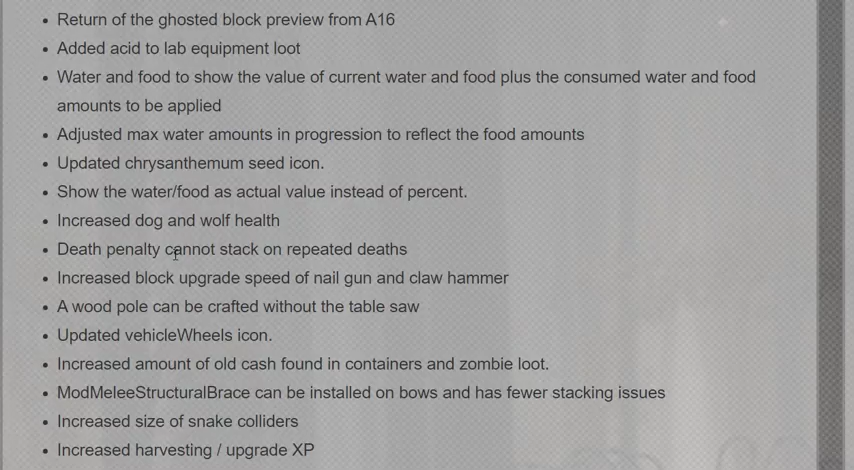 • Return of the ghosted block preview from A16
• Added acid to lab equipment loot
• Water and food to show the value of current water and food plus the consumed water and food
amounts to be applied
• Adjusted max water amounts in progression to reflect the food amounts
• Updated chrysanthemum seed icon.
• Show the water/food as actual value instead of percent.
• Increased dog and wolf health
• Death penalty cannot stack on repeated deaths
• Increased block upgrade speed of nail gun and claw hammer
• A wood pole can be crafted without the table saw
• Updated vehicleWheels icon.
• Increased amount of old cash found in containers and zombie loot.
• ModMeleeStructuralBrace can be installed on bows and has fewer stacking issues
• Increased size of snake colliders
• Increased harvesting / upgrade XP